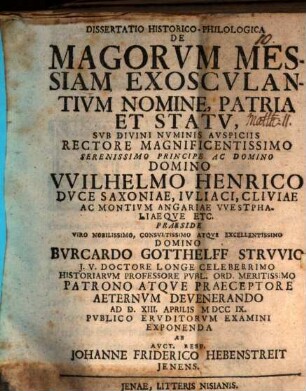 DISSERTATIO HISTORICO-PHILOLOGICA
DE
MAGORVM MES-
SIAM EXOSCVLAN-
TIVM NOMINE, PATRIA
ET STATV,
SVB DIVINI NVMINIS AVSPICIIS
RECTORE MAGNIFICENTISSIMO
SERENISSIMO PRINCIPE AC DOMINO
DOMINO
VVILHELMO HENRICO
DVCE SAXONIAE, IVLIACI, CLIVIAE
AC MONTIVM ANGARIAE VVESTPHA-
LIAEQVE ETC.
PRAESIDE
VIRO NOBILISSIMO, CONSVLTISSIMO ATQVE EXCELLENTISSIMO
DOMINO
BVRCARDO GOTTHELFF STRVVIO
J. V. DOCTORE LONGE CELEBERRIMO
HISTORIARVM PROFESSORE PVBL. ORD. MERITISSIMO
PATRONO ATQVE PRAECEPTORE
AETERNVM DEVENERANDO
AD D. XIII. APRILIS M DCC IX.
PVBLICO ERVDITORVM EXAMINI
EXPONENDA
AB
AVCT. RESP.
JOHANNE FRIDERICO HEBENSTREIT
JENENS.
JENAE, LITTERIS NISIANIS.